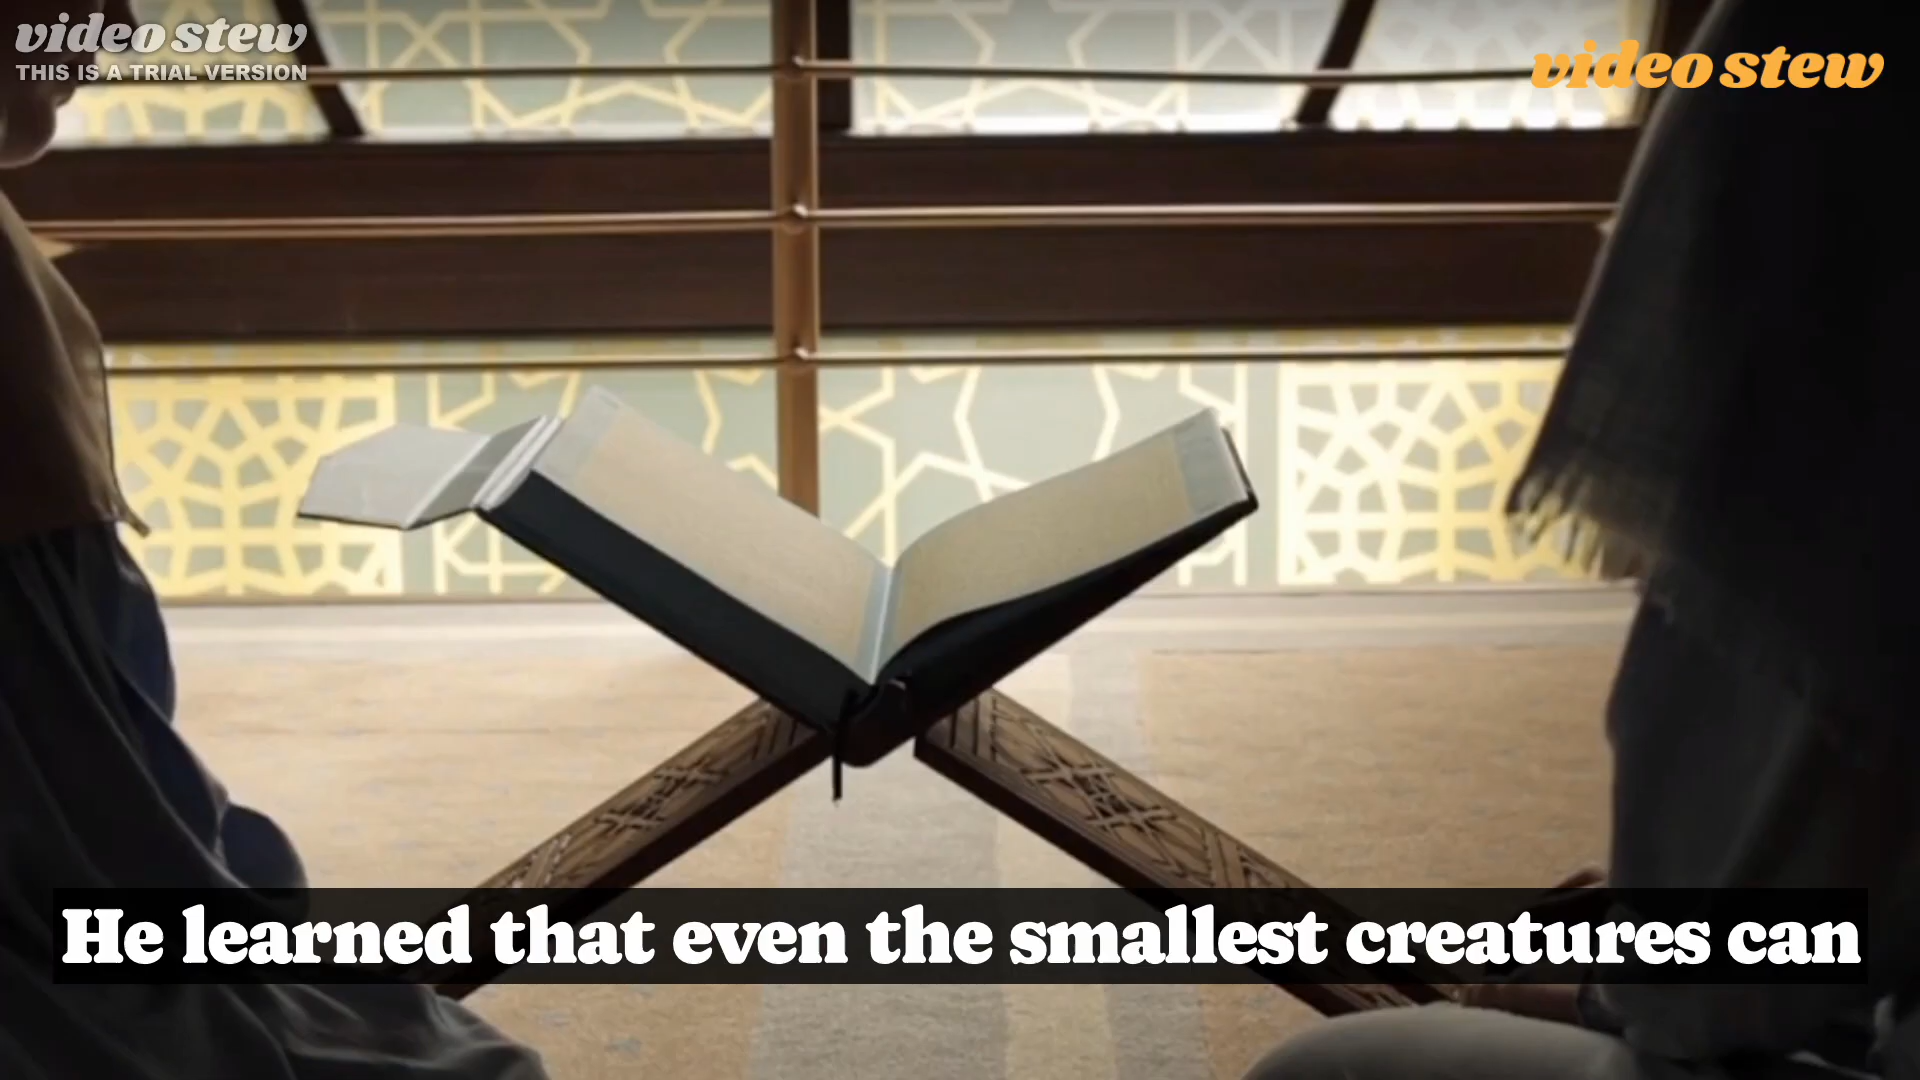 video stew
THIS IS A TRIAL VERSION
video stew
He learned that even the smallest creatures can